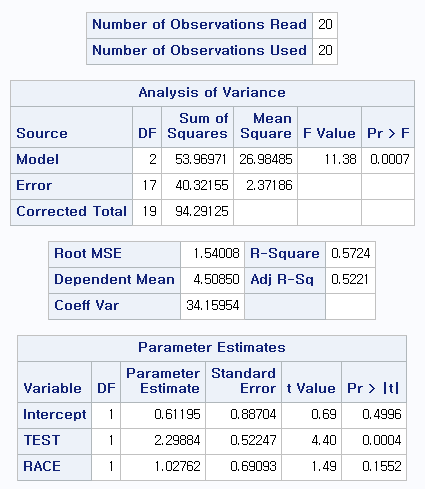 Number of Observations Read 20
Number of Observations Used 20
Analysis of Variance
Source DF Sum of Squares Mean Square F Value Pr > F
Model 2 53.96971 26.98485 11.38 0.0007
Error 17 40.32155 2.37186
Corrected Total 19 94.29125
Root MSE 1.54008 R-Square 0.5724
Dependent Mean 4.50850 Adj R-Sq 0.5221
Coeff Var 34.15954
Parameter Estimates
Variable DF Parameter Estimate Standard Error t Value Pr > |t|
Intercept 1 0.61195 0.88704 0.69 0.4996
TEST 1 2.29884 0.52247 4.40 0.0004
RACE 1 1.02762 0.69093 1.49 0.1552